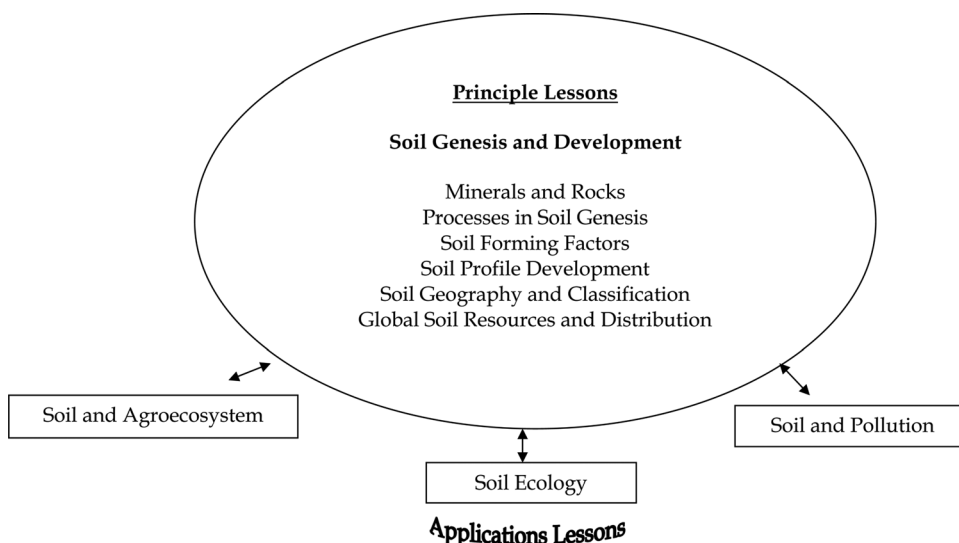 Principle Lessons
Soil Genesis and Development
Minerals and Rocks
Processes in Soil Genesis
Soil Forming Factors
Soil Profile Development
Soil Geography and Classification
Global Soil Resources and Distribution
Soil and Agroecosystem
Soil and Pollution
Soil Ecology
Applications Lessons